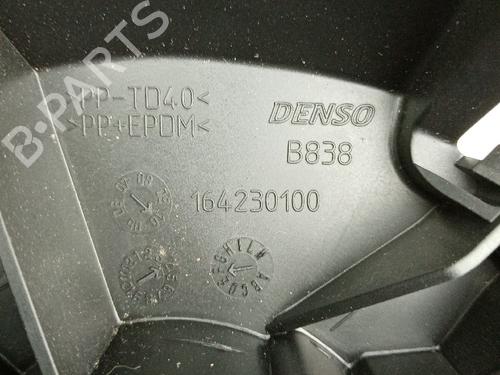 >PP-TD40<
>PP+EPDM<
DENSO
B838
164230100
B-PARTS